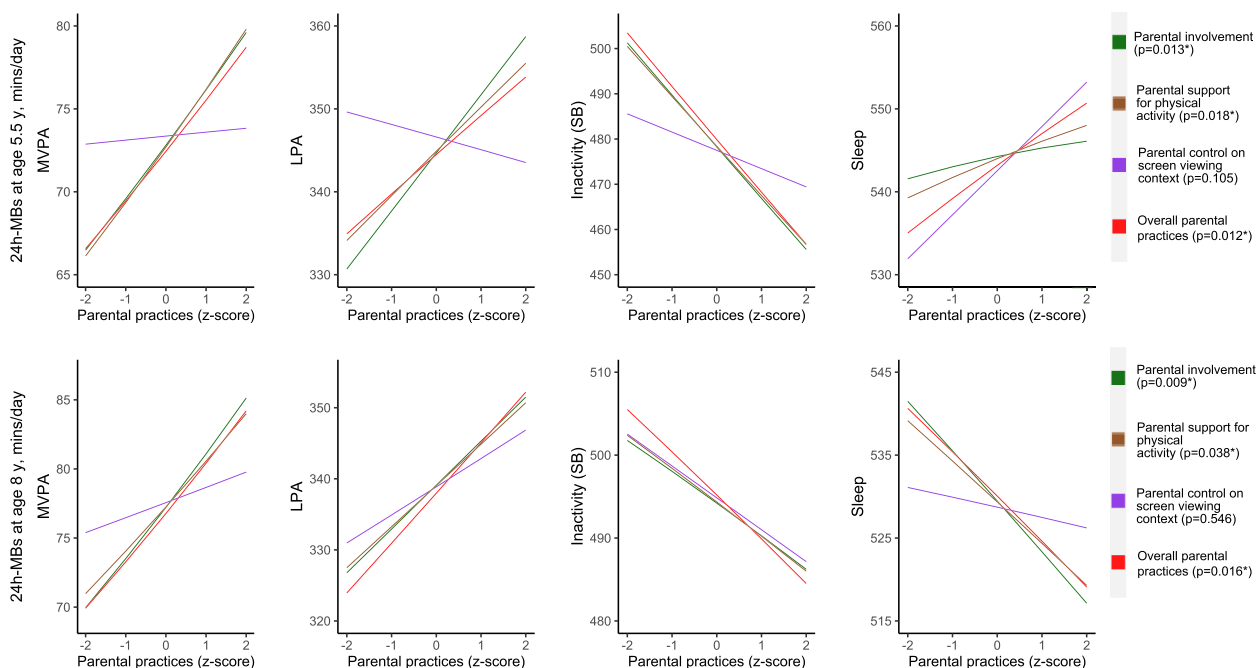 24h-MBs at age 5.5 y, mins/day
MVPA
80
75
70
65
-2 -1 0 1 2
Parental practices (z-score)
LPA
360
350
340
330
-2 -1 0 1 2
Parental practices (z-score)
Inactivity (SB)
500
490
480
470
460
450
-2 -1 0 1 2
Parental practices (z-score)
Sleep
560
550
540
530
-2 -1 0 1 2
Parental practices (z-score)
Parental involvement
(p=0.013*)
Parental support
for physical
activity (p=0.018*)
Parental control on
screen viewing
context (p=0.105)
Overall parental
practices (p=0.012*)
24h-MBs at age 8 y, mins/day
MVPA
85
80
75
70
-2 -1 0 1 2
Parental practices (z-score)
LPA
350
340
330
320
-2 -1 0 1 2
Parental practices (z-score)
Inactivity (SB)
510
500
490
480
-2 -1 0 1 2
Parental practices (z-score)
Sleep
545
535
525
515
-2 -1 0 1 2
Parental practices (z-score)
Parental involvement
(p=0.009*)
Parental support for
physical
activity (p=0.038*)
Parental control on
screen viewing
context (p=0.546)
Overall parental
practices (p=0.016*)